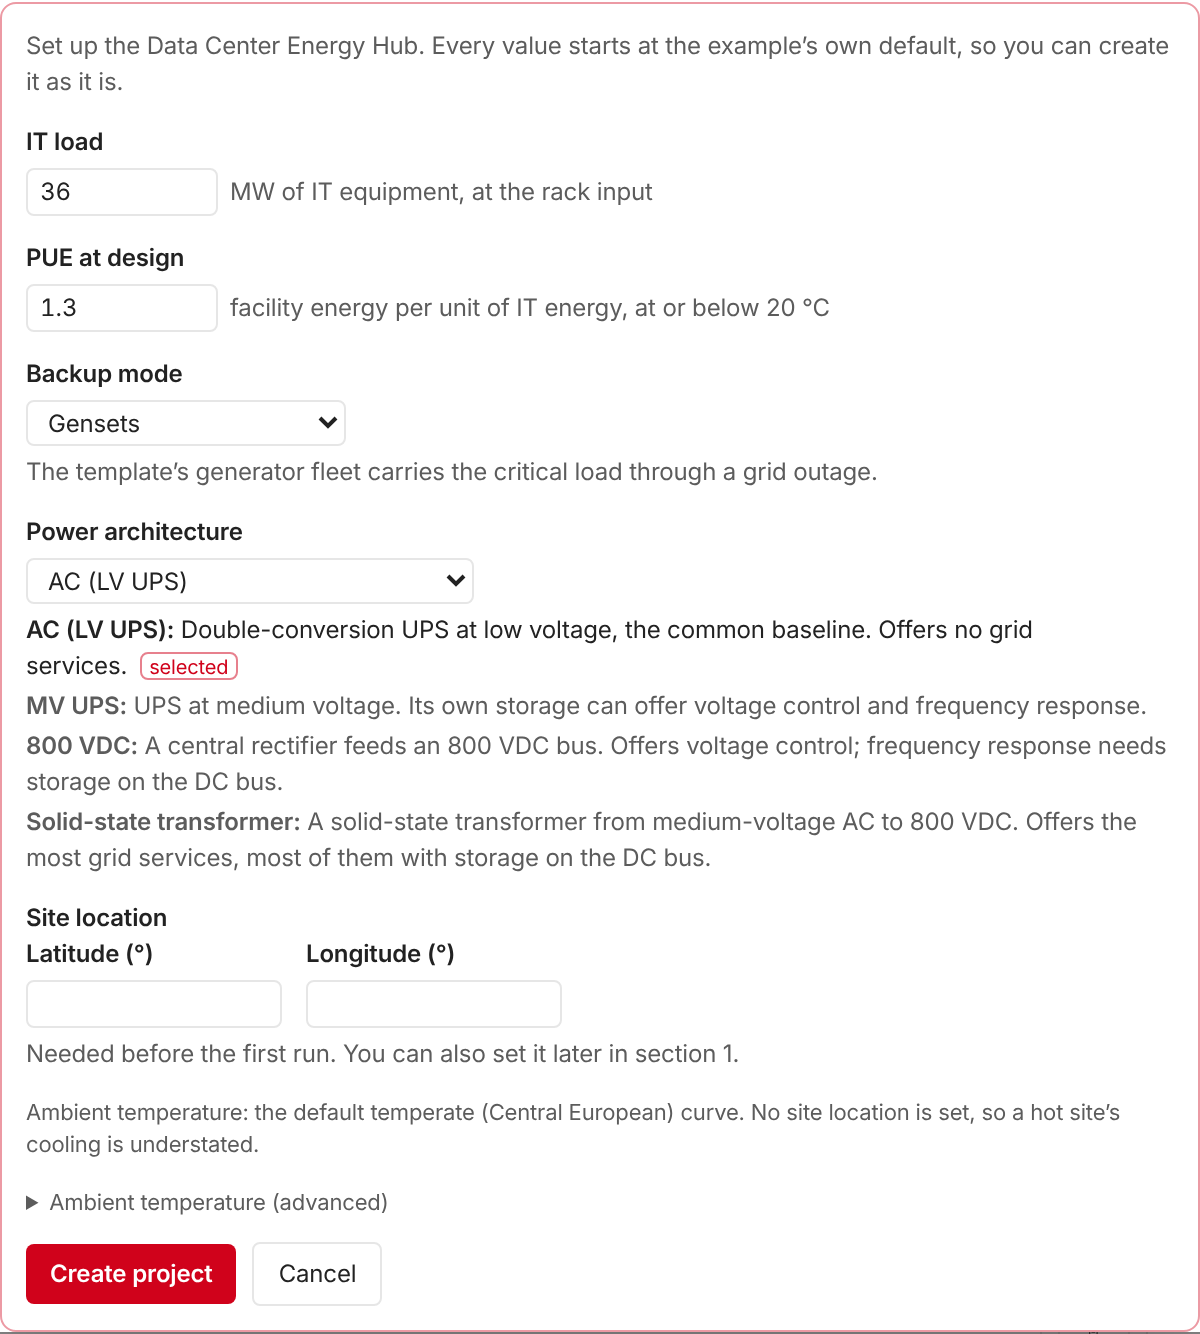 Set up the Data Center Energy Hub. Every value starts at the example’s own default, so you can create
it as it is.
IT load
36 MW of IT equipment, at the rack input
PUE at design
1.3 facility energy per unit of IT energy, at or below 20 °C
Backup mode
Gensets
The template’s generator fleet carries the critical load through a grid outage.
Power architecture
AC (LV UPS)
AC (LV UPS): Double-conversion UPS at low voltage, the common baseline. Offers no grid
services. selected
MV UPS: UPS at medium voltage. Its own storage can offer voltage control and frequency response.
800 VDC: A central rectifier feeds an 800 VDC bus. Offers voltage control; frequency response needs
storage on the DC bus.
Solid-state transformer: A solid-state transformer from medium-voltage AC to 800 VDC. Offers the
most grid services, most of them with storage on the DC bus.
Site location
Latitude (°) Longitude (°)
Needed before the first run. You can also set it later in section 1.
Ambient temperature: the default temperate (Central European) curve. No site location is set, so a hot site’s
cooling is understated.
Ambient temperature (advanced)
Create project Cancel